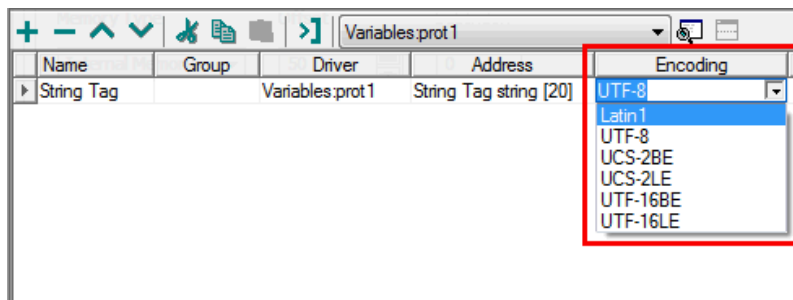 Variables:prot1
Name Group Driver Address Encoding
String Tag Variables:prot1 String Tag string [20] UTF-8
Latin1
UTF-8
UCS-2BE
UCS-2LE
UTF-16BE
UTF-16LE